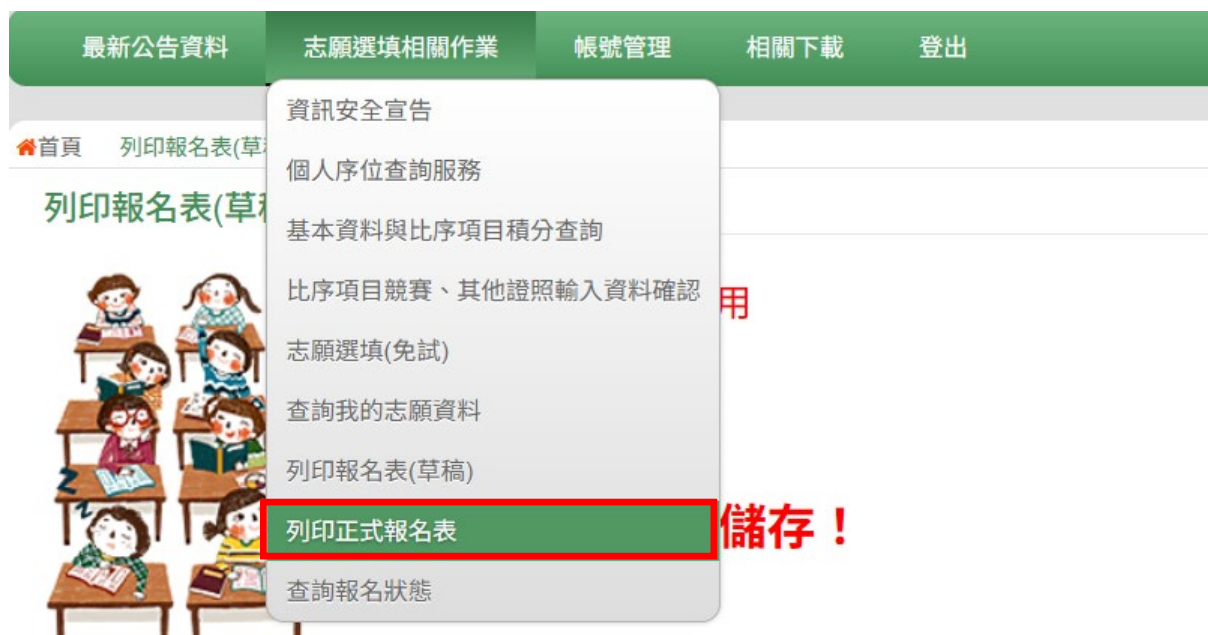 最新公告資料 志願選填相關作業 帳號管理 相關下載 登出
資訊安全宣告
首頁 列印報名表(草
個人序位查詢服務
列印報名表(草
基本資料與比序項目積分查詢
比序項目競賽、其他證照輸入資料確認
用
志願選填(免試)
查詢我的志願資料
列印報名表(草稿)
列印正式報名表
儲存！
查詢報名狀態